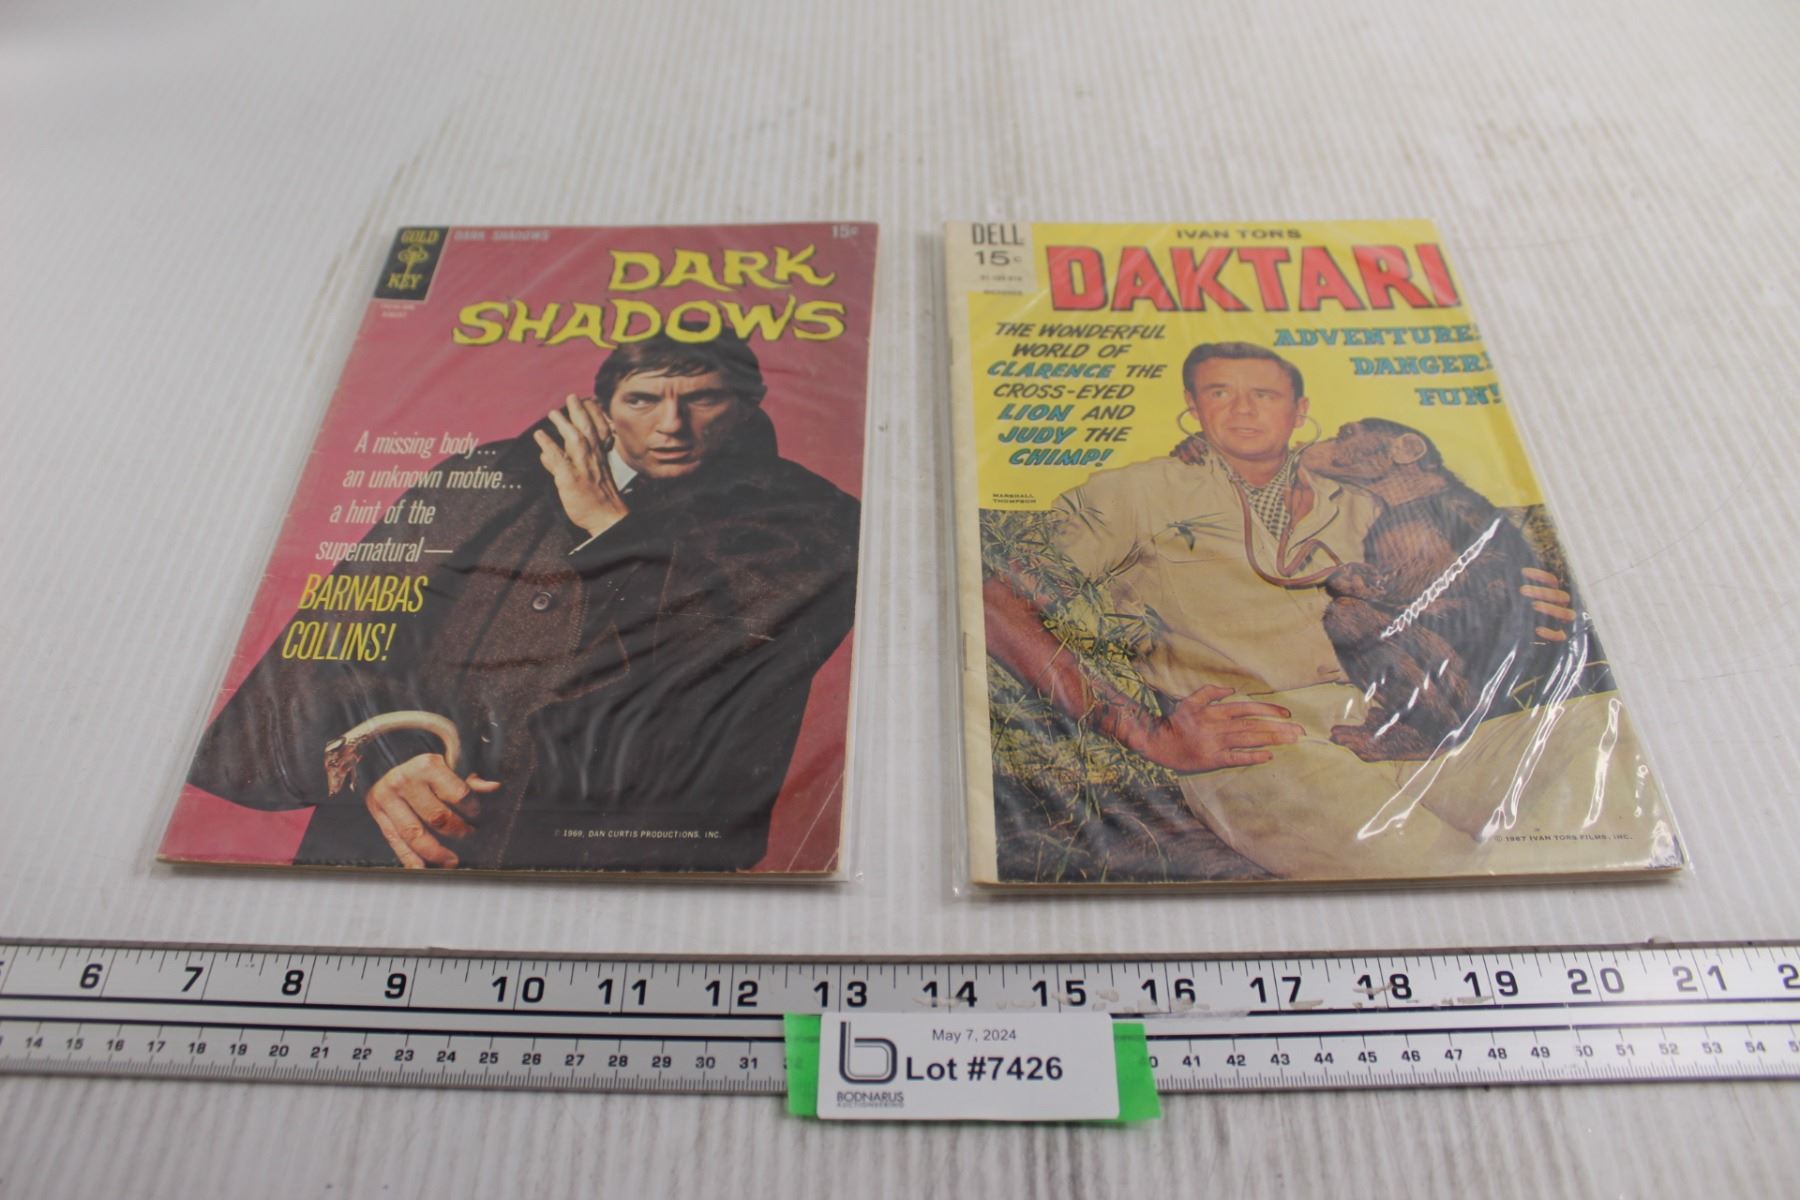 GOLD
KEY
DARK SHADOWS
15¢
DARK
SHADOWS
A missing body...
an unknown motive...
a hint of the
supernatural—
BARNABAS
COLLINS!
© 1969, DAN CURTIS PRODUCTIONS, INC.
DELL
15¢
IVAN TORS
DAKTARI
THE WONDERFUL
WORLD OF
CLARENCE THE
CROSS-EYED
LION AND
JUDY THE
CHIMP!
ADVENTURE!
DANGER!
FUN!
MARSHALL
THOMPSON
© 1967 IVAN TORS FILMS, INC.
6 7 8 9 10 11 12 13 14 15 16 17 18 19 20 21 2
14 15 16 17 18 19 20 21 22 23 24 25 26 27 28 29 30 31
41 42 43 44 45 46 47 48 49 50 51 52 53 54
May 7, 2024
Lot #7426
BODNARUS
AUCTIONEERING